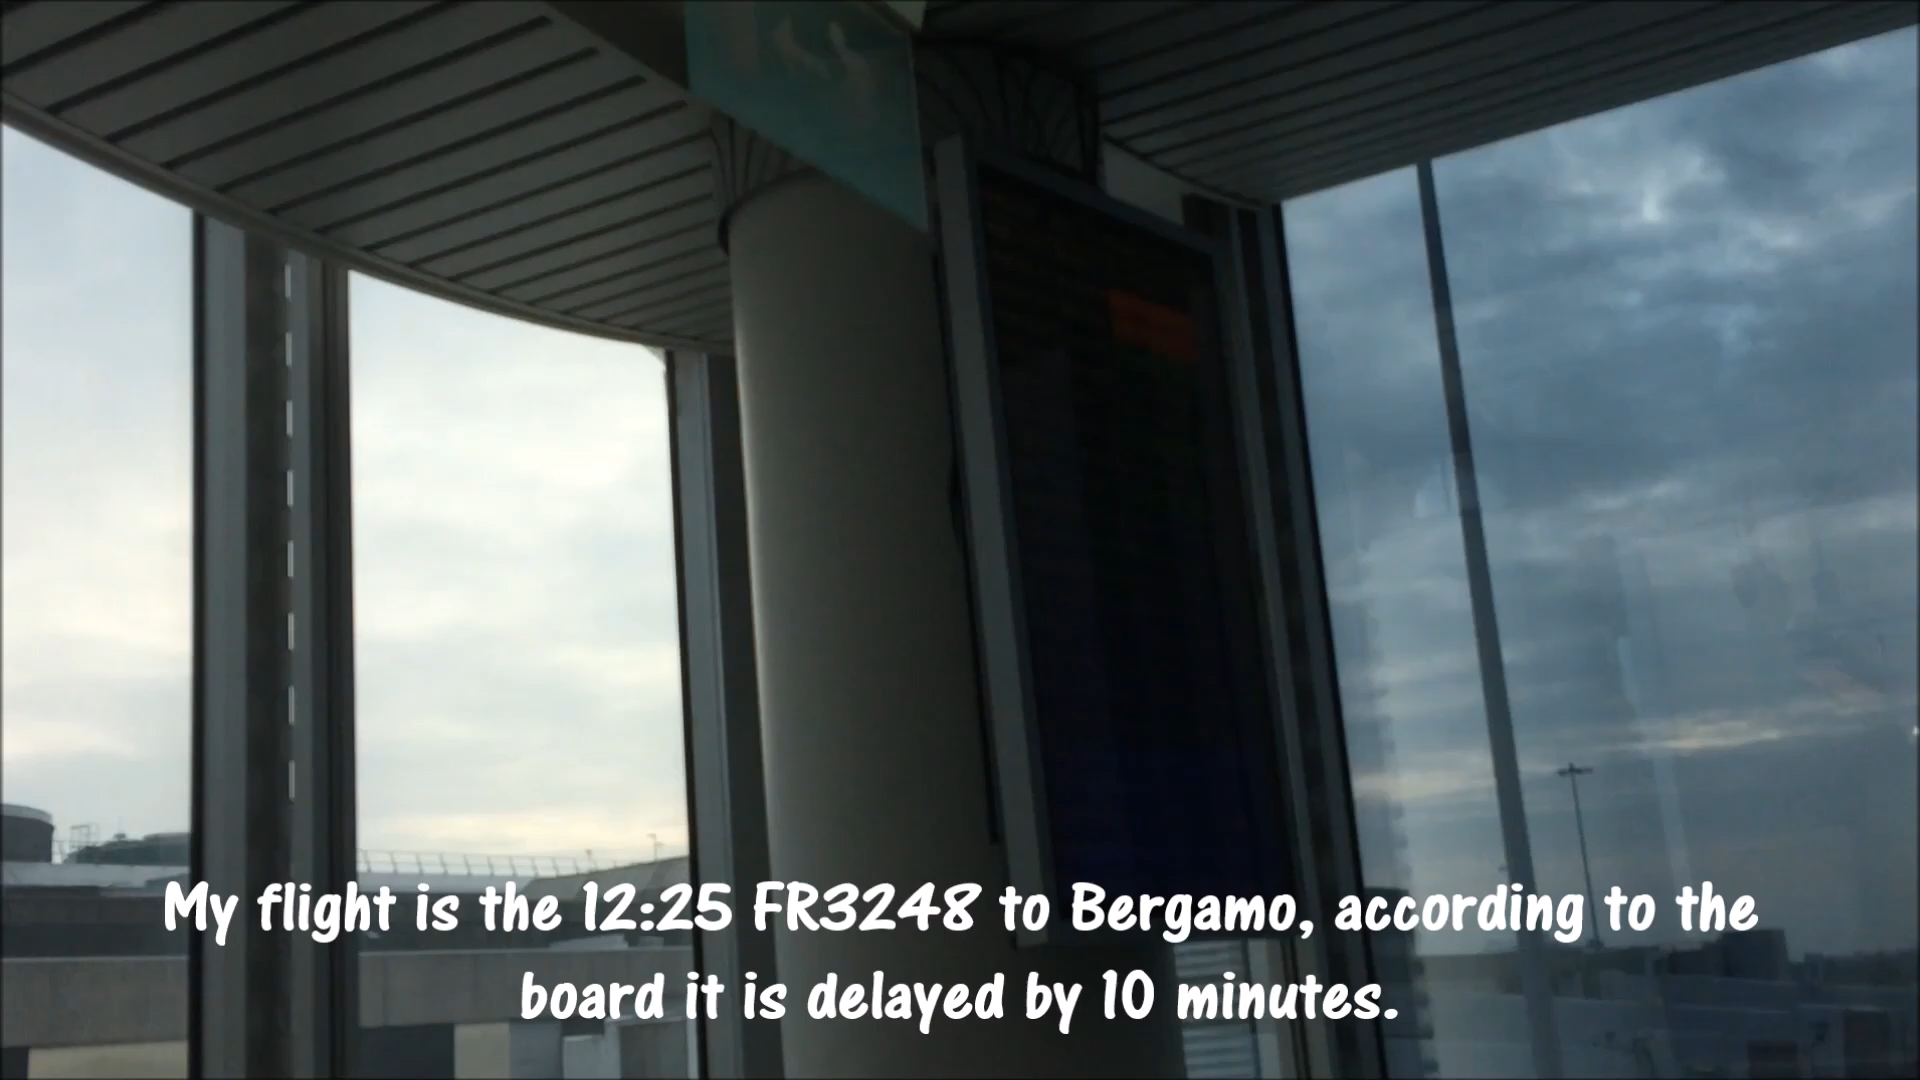 My flight is the 12:25 FR3248 to Bergamo, according to the
board it is delayed by 10 minutes.